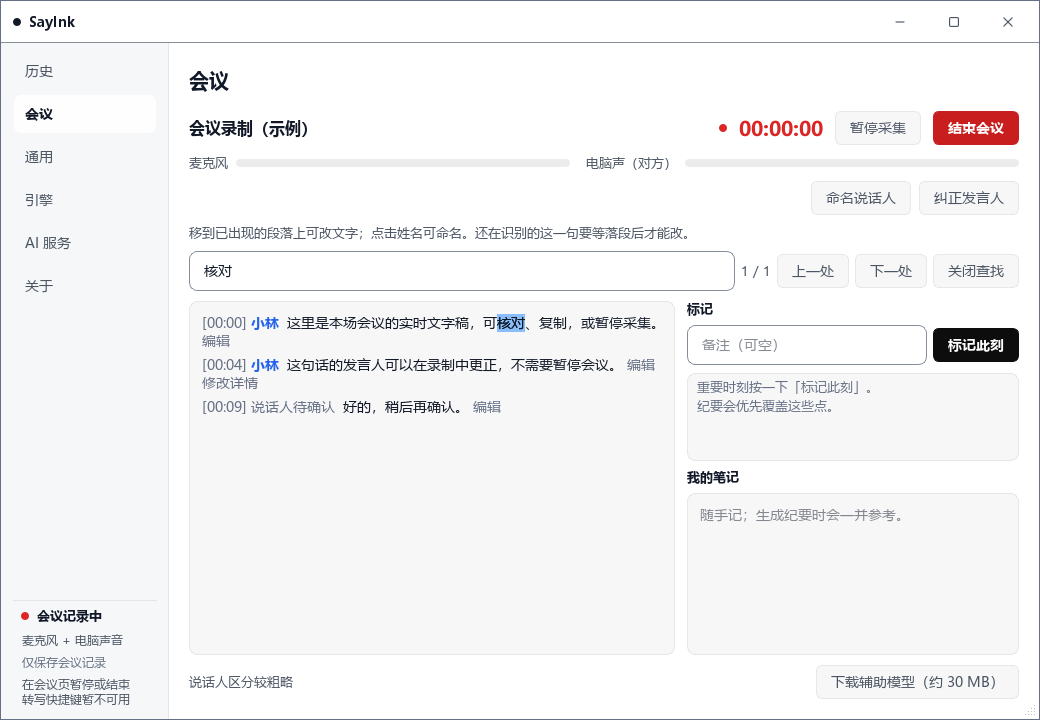 SayInk
历史
会议
通用
引擎
AI 服务
关于
会议记录中
麦克风 + 电脑声音
仅保存会议记录
在会议页暂停或结束
转写快捷键暂不可用
会议
会议录制（示例）
00:00:00
暂停采集
结束会议
麦克风
电脑声（对方）
命名说话人
纠正发言人
移到已出现的段落上可改文字；点击姓名可命名。还在识别的这一句要等落段后才能改。
核对
1 / 1
上一处
下一处
关闭查找
[00:00] 小林 这里是本场会议的实时文字稿，可核对、复制，或暂停采集。
编辑
[00:04] 小林 这句话的发言人可以在录制中更正，不需要暂停会议。 编辑
修改详情
[00:09] 说话人待确认 好的，稍后再确认。 编辑
标记
备注（可空）
标记此刻
重要时刻按一下「标记此刻」。
纪要会优先覆盖这些点。
我的笔记
随手记；生成纪要时会一并参考。
说话人区分较粗略
下载辅助模型（约 30 MB）